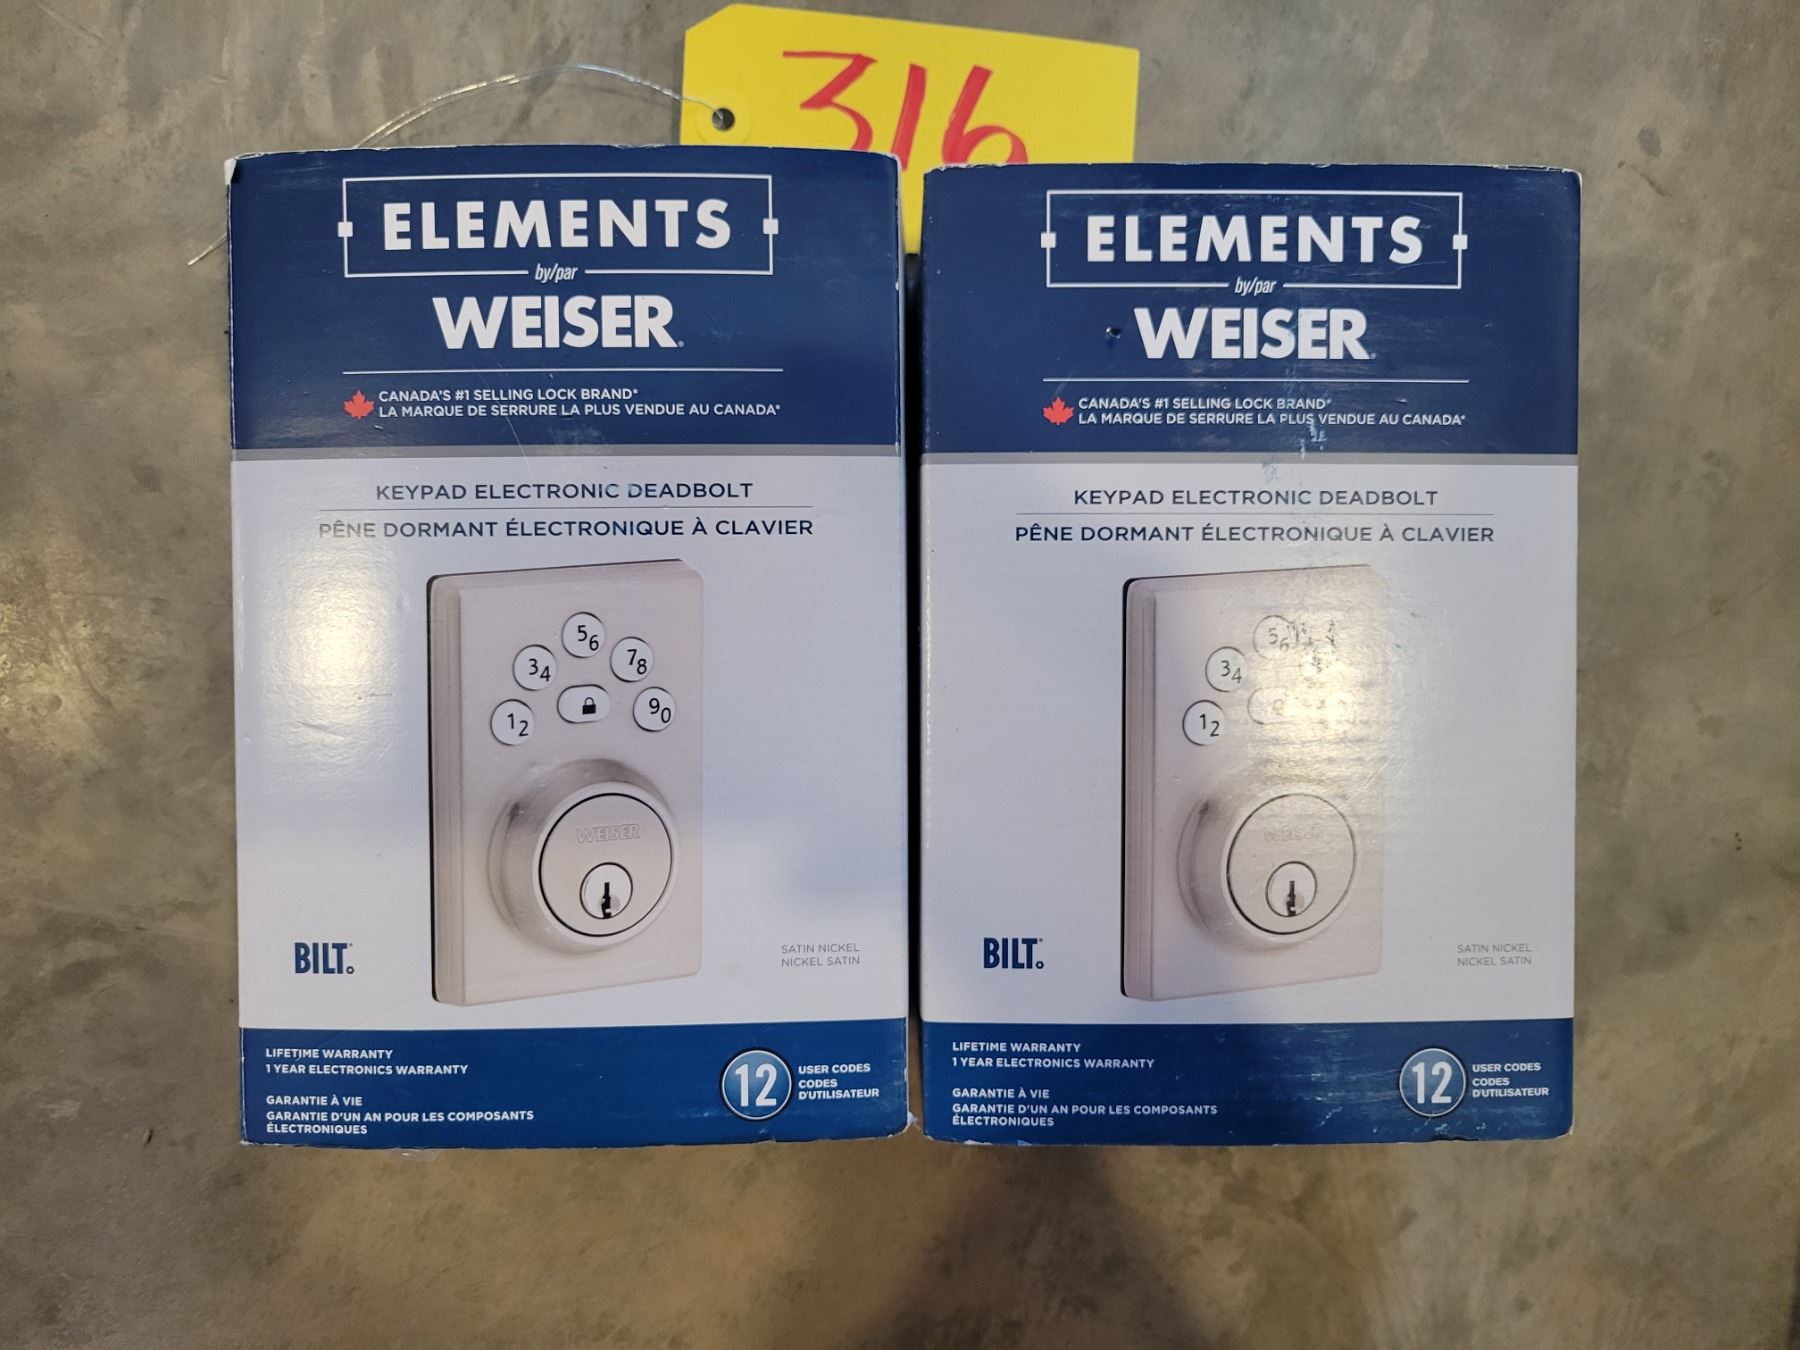 316
ELEMENTS
by/par
WEISER.
CANADA'S #1 SELLING LOCK BRAND*
LA MARQUE DE SERRURE LA PLUS VENDUE AU CANADA*
KEYPAD ELECTRONIC DEADBOLT
PÊNE DORMANT ÉLECTRONIQUE À CLAVIER
56
34
78
12
90
WEISER
BILT.
SATIN NICKEL
NICKEL SATIN
LIFETIME WARRANTY
1 YEAR ELECTRONICS WARRANTY
GARANTIE À VIE
GARANTIE D'UN AN POUR LES COMPOSANTS
ÉLECTRONIQUES
12
USER CODES
CODES
D'UTILISATEUR
ELEMENTS
by/par
WEISER.
CANADA'S #1 SELLING LOCK BRAND*
LA MARQUE DE SERRURE LA PLUS VENDUE AU CANADA*
KEYPAD ELECTRONIC DEADBOLT
PÊNE DORMANT ÉLECTRONIQUE À CLAVIER
56
34
12
WEISER
BILT.
SATIN NICKEL
NICKEL SATIN
LIFETIME WARRANTY
1 YEAR ELECTRONICS WARRANTY
GARANTIE À VIE
GARANTIE D'UN AN POUR LES COMPOSANTS
ÉLECTRONIQUES
12
USER CODES
CODES
D'UTILISATEUR